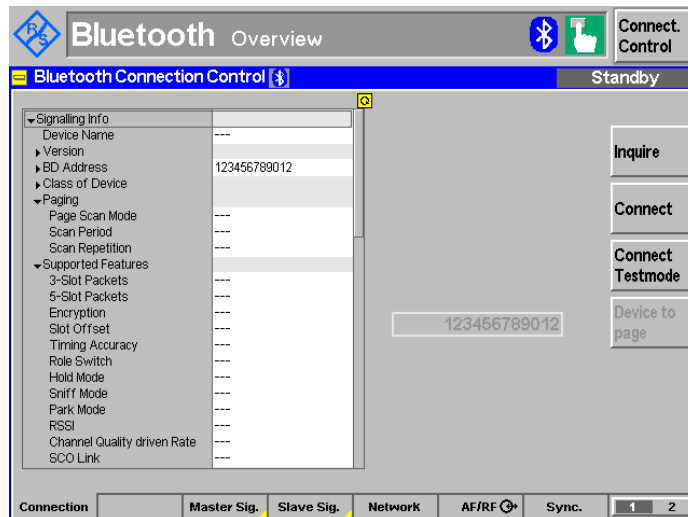 R&S Bluetooth Overview
Connect. Control
Bluetooth Connection Control
Standby
Signalling Info
Device Name ---
Version
BD Address 123456789012
Class of Device
Paging
Page Scan Mode ---
Scan Period ---
Scan Repetition ---
Supported Features
3-Slot Packets ---
5-Slot Packets ---
Encryption ---
Slot Offset ---
Timing Accuracy ---
Role Switch ---
Hold Mode ---
Sniff Mode ---
Park Mode ---
RSSI ---
Channel Quality driven Rate ---
SCO Link ---
123456789012
Inquire
Connect
Connect Testmode
Device to page
Connection Master Sig. Slave Sig. Network AF/RF Sync. 1 2